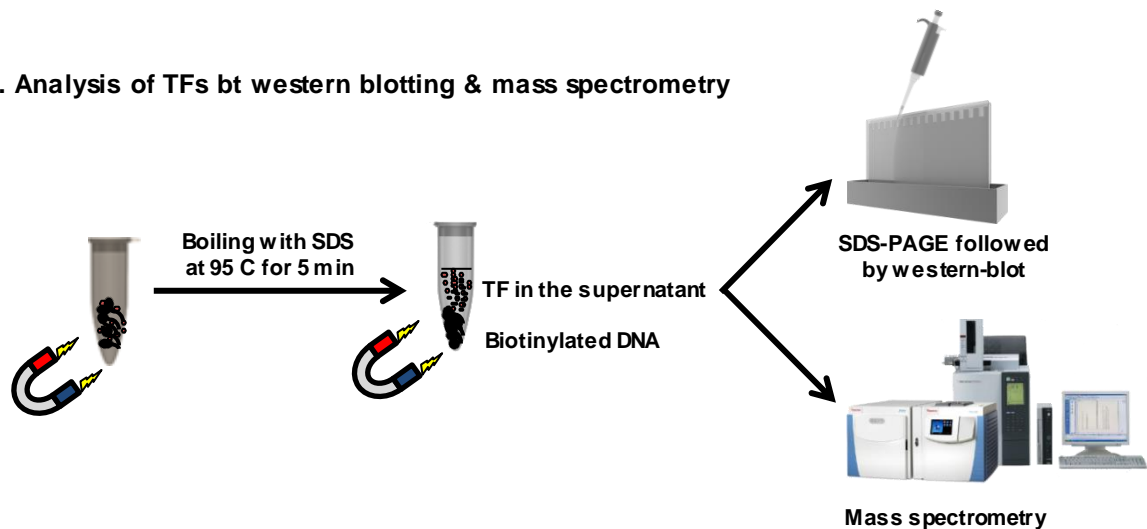 . Analysis of TFs bt western blotting & mass spectrometry
Boiling with SDS
at 95 C for 5 min
TF in the supernatant
Biotinylated DNA
SDS-PAGE followed
by western-blot
Mass spectrometry